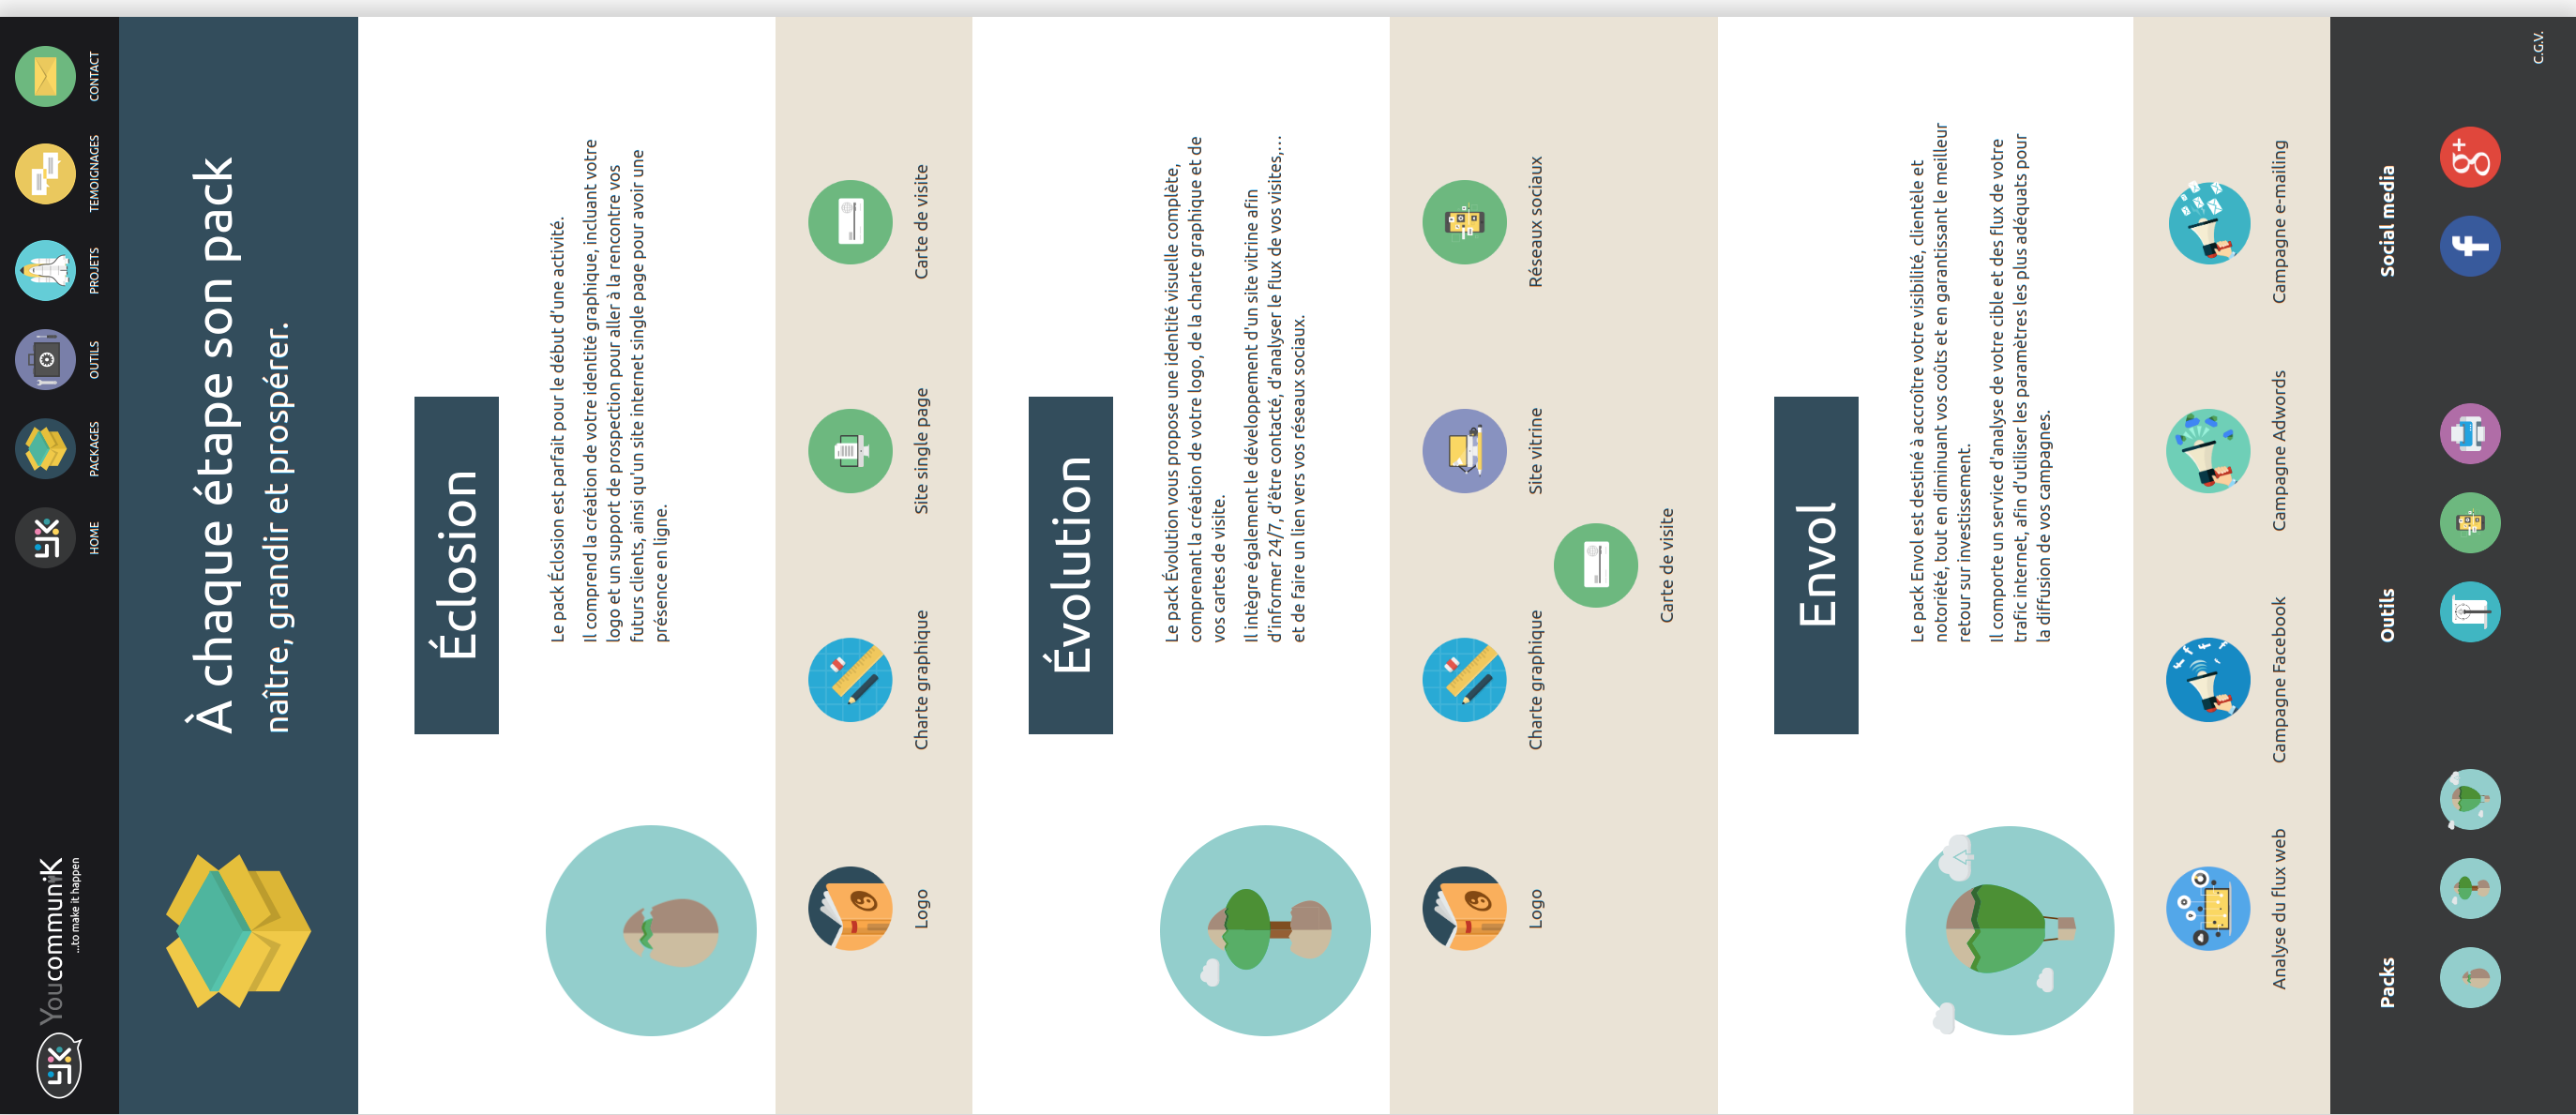 YoucommuniK
...to make it happen
HOME
PACKAGES
OUTILS
PROJETS
TEMOIGNAGES
CONTACT
À chaque étape son pack
naître, grandir et prospérer.
Éclosion
Le pack Éclosion est parfait pour le début d'une activité.
Il comprend la création de votre identité graphique, incluant votre
logo et un support de prospection pour aller à la rencontre vos
futurs clients, ainsi qu'un site internet single page pour avoir une
présence en ligne.
Logo
Charte graphique
Site single page
Carte de visite
Évolution
Le pack Évolution vous propose une identité visuelle complète,
comprenant la création de votre logo, de la charte graphique et de
vos cartes de visite.
Il intègre également le développement d'un site vitrine afin
d'informer 24/7, d'être contacté, d'analyser le flux de vos visites,…
et de faire un lien vers vos réseaux sociaux.
Logo
Charte graphique
Site vitrine
Réseaux sociaux
Carte de visite
Envol
Le pack Envol est destiné à accroître votre visibilité, clientèle et
notoriété, tout en diminuant vos coûts et en garantissant le meilleur
retour sur investissement.
Il comporte un service d'analyse de votre cible et des flux de votre
trafic internet, afin d'utiliser les paramètres les plus adéquats pour
la diffusion de vos campagnes.
Analyse du flux web
Campagne Facebook
Campagne Adwords
Campagne e-mailing
Packs
Outils
Social media
C.G.V.